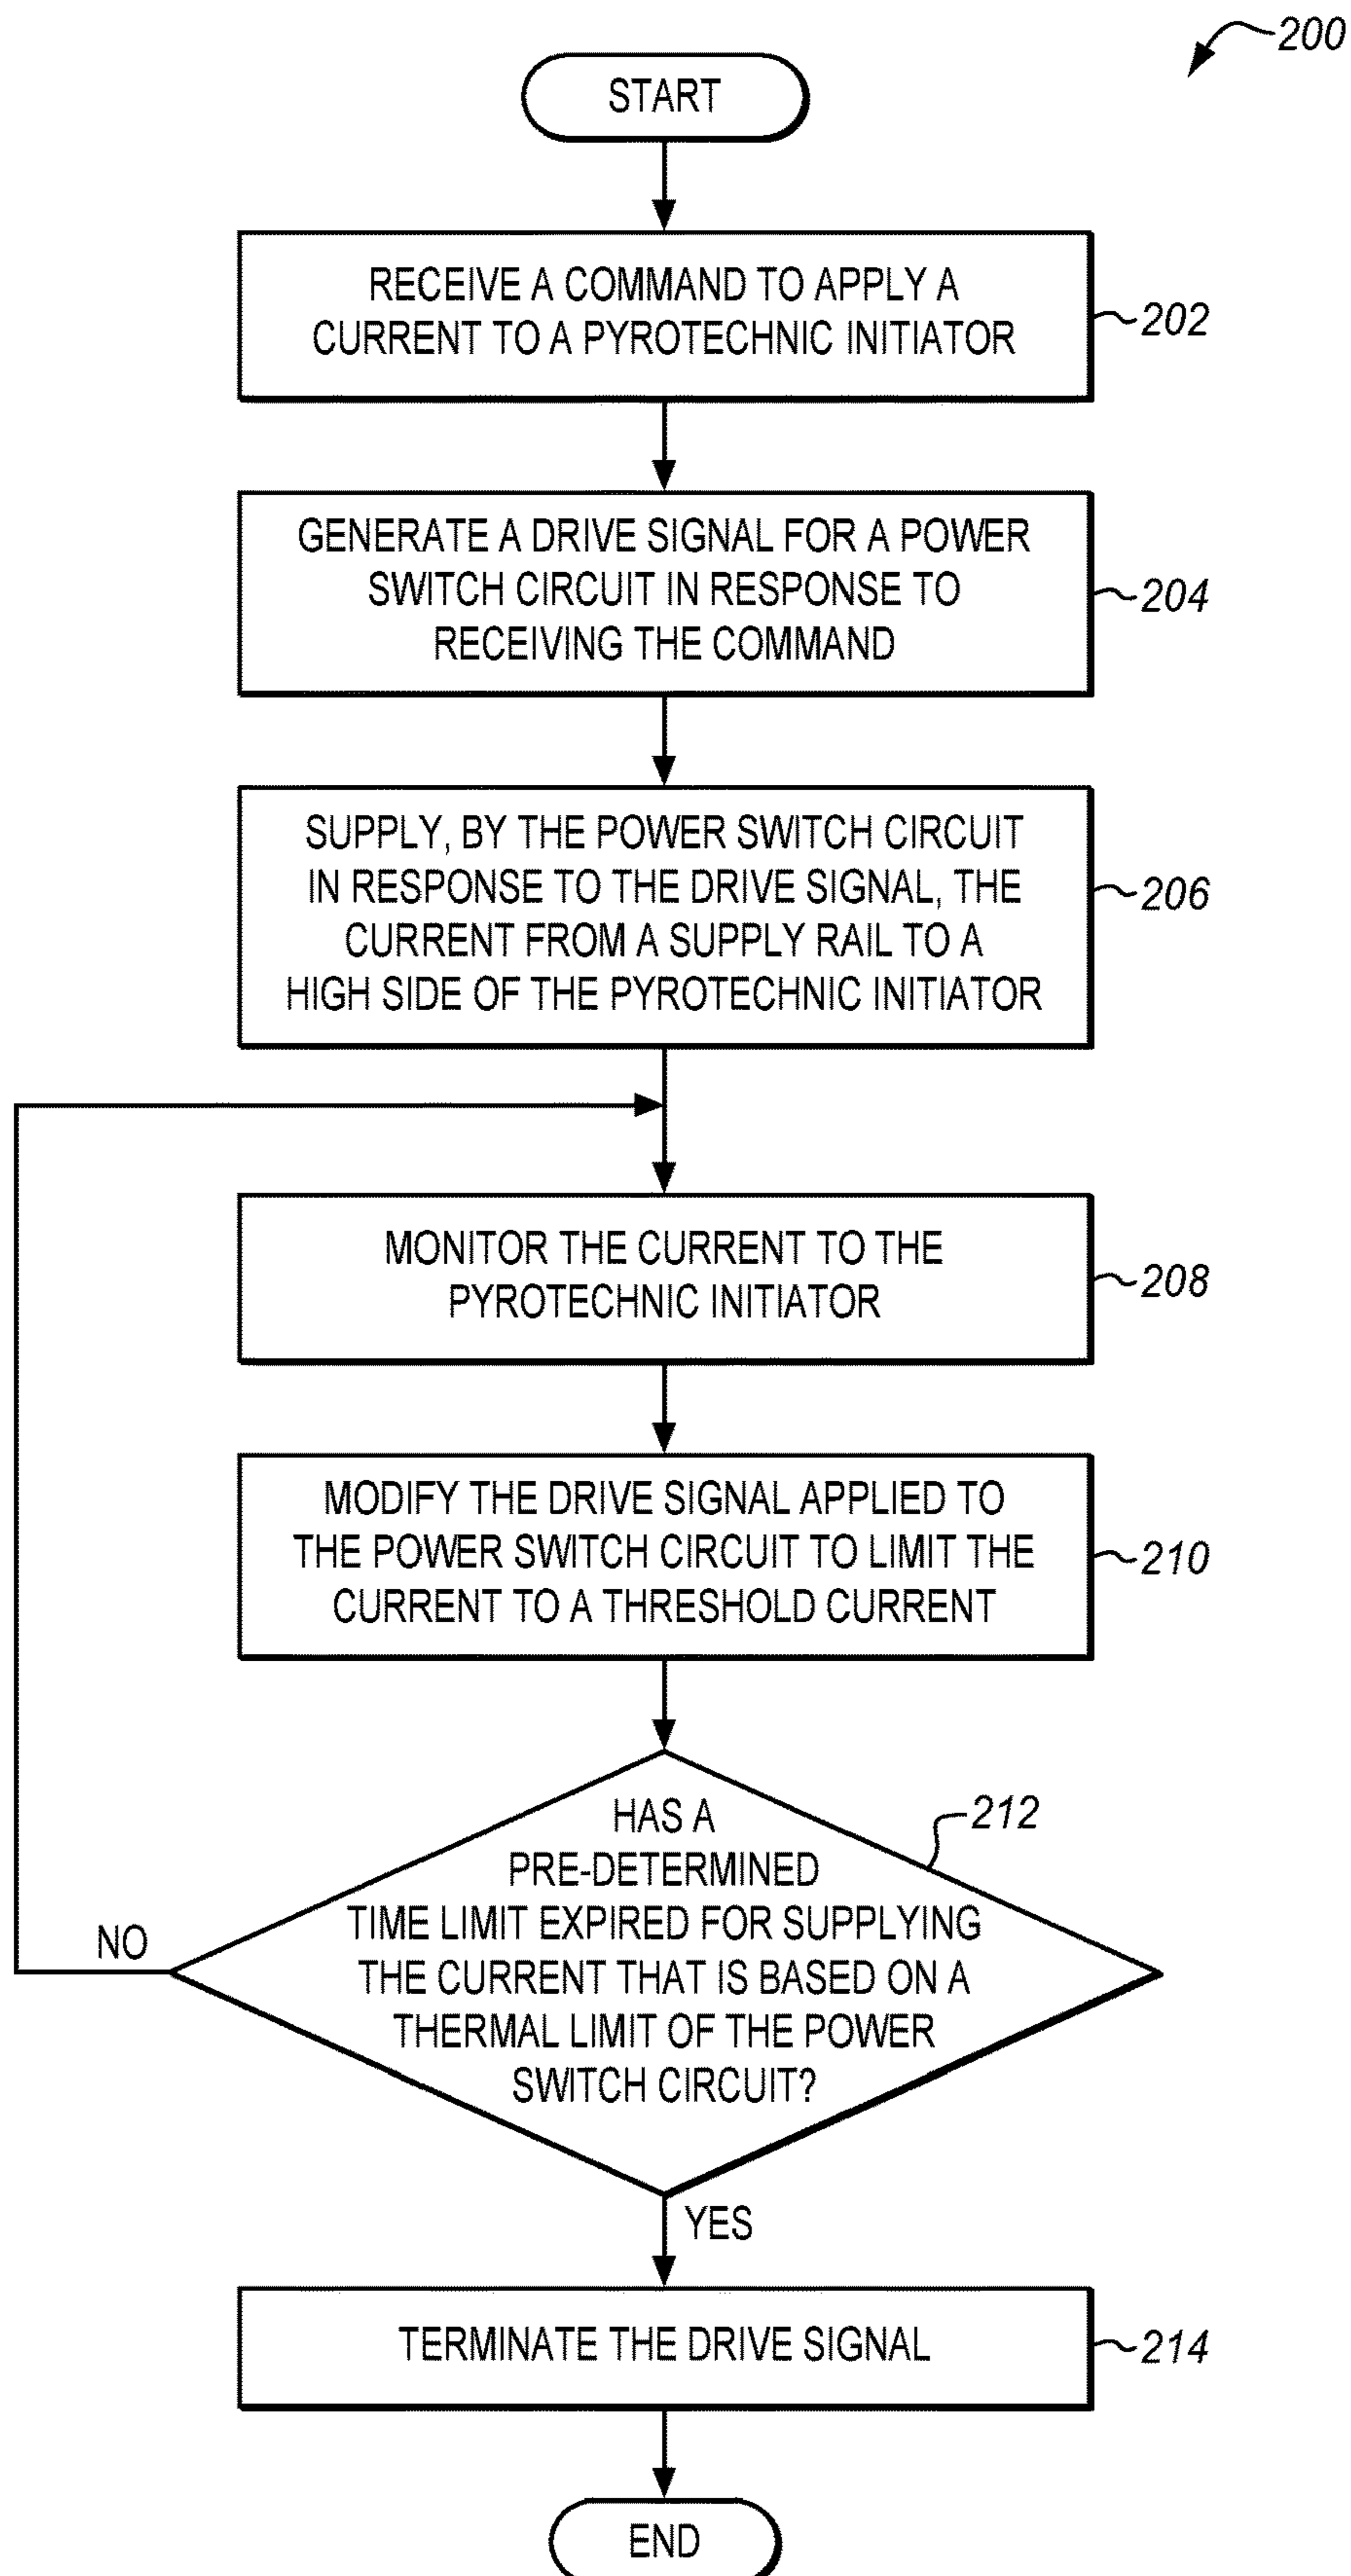 200
START
RECEIVE A COMMAND TO APPLY A
CURRENT TO A PYROTECHNIC INITIATOR
202
GENERATE A DRIVE SIGNAL FOR A POWER
SWITCH CIRCUIT IN RESPONSE TO
RECEIVING THE COMMAND
204
SUPPLY, BY THE POWER SWITCH CIRCUIT
IN RESPONSE TO THE DRIVE SIGNAL, THE
CURRENT FROM A SUPPLY RAIL TO A
HIGH SIDE OF THE PYROTECHNIC INITIATOR
206
MONITOR THE CURRENT TO THE
PYROTECHNIC INITIATOR
208
MODIFY THE DRIVE SIGNAL APPLIED TO
THE POWER SWITCH CIRCUIT TO LIMIT THE
CURRENT TO A THRESHOLD CURRENT
210
HAS A
PRE-DETERMINED
TIME LIMIT EXPIRED FOR SUPPLYING
THE CURRENT THAT IS BASED ON A
THERMAL LIMIT OF THE POWER
SWITCH CIRCUIT?
212
NO
YES
TERMINATE THE DRIVE SIGNAL
214
END